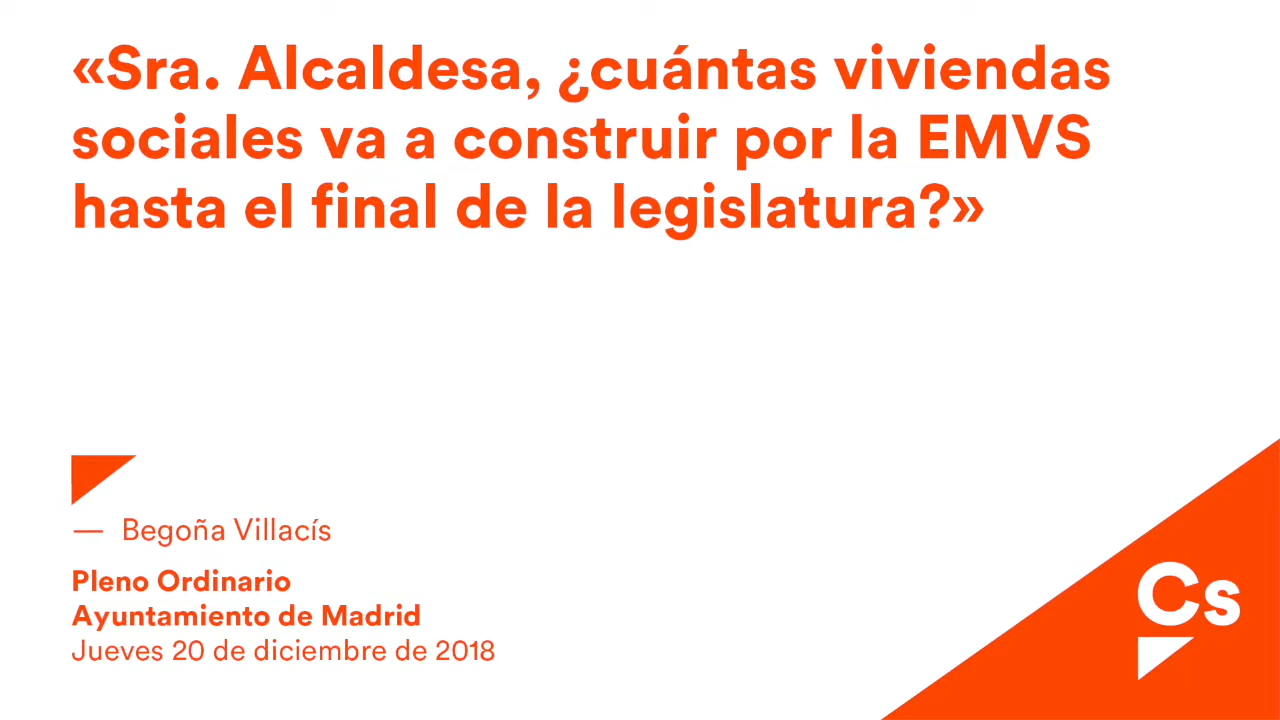 «Sra. Alcaldesa, ¿cuántas viviendas
sociales va a construir por la EMVS
hasta el final de la legislatura?»
— Begoña Villacís
Pleno Ordinario
Ayuntamiento de Madrid
Jueves 20 de diciembre de 2018
Cs